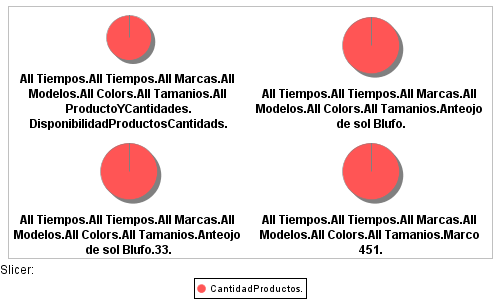 All Tiempos.All Tiempos.All Marcas.All
Modelos.All Colors.All Tamanios.All
ProductoYCantidades.
DisponibilidadProductosCantidads.
All Tiempos.All Tiempos.All Marcas.All
Modelos.All Colors.All Tamanios.Anteojo
de sol Blufo.
All Tiempos.All Tiempos.All Marcas.All
Modelos.All Colors.All Tamanios.Anteojo
de sol Blufo.33.
All Tiempos.All Tiempos.All Marcas.All
Modelos.All Colors.All Tamanios.Marco
451.
Slicer:
CantidadProductos.